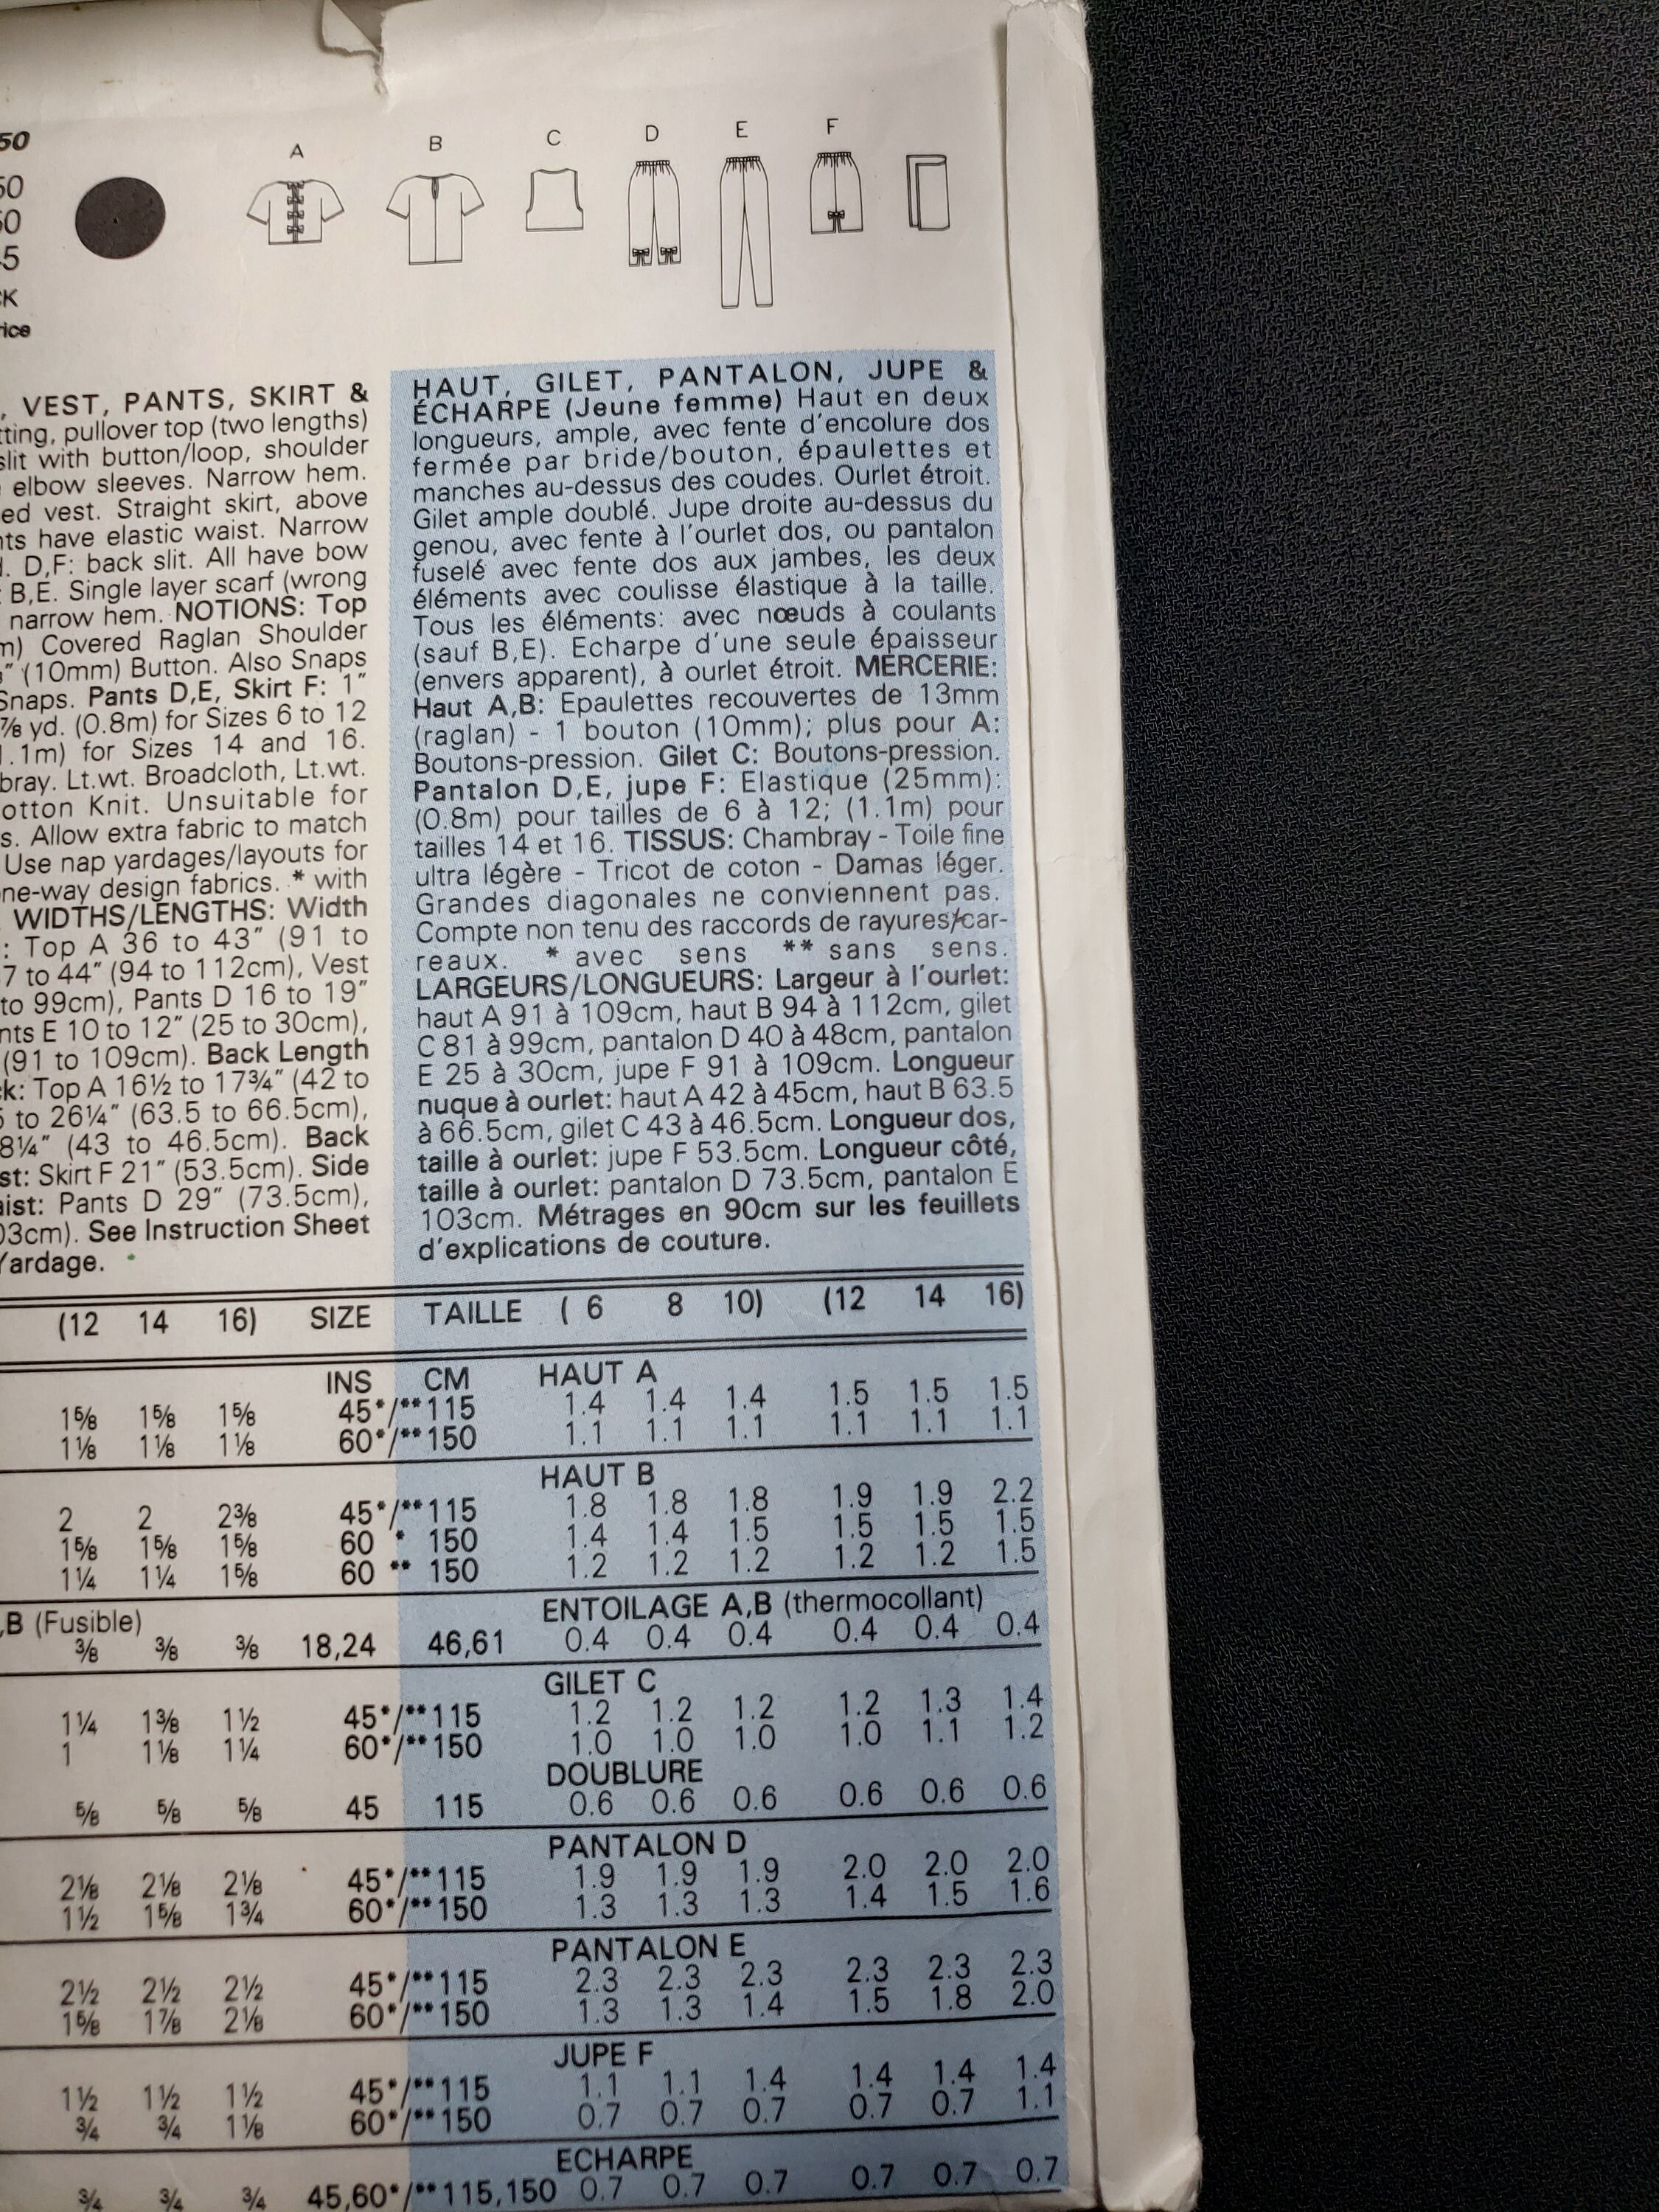 50
50
50
5
CK
rice
A B C D E F
, VEST, PANTS, SKIRT &
tting, pullover top (two lengths)
slit with button/loop, shoulder
elbow sleeves. Narrow hem.
ed vest. Straight skirt, above
nts have elastic waist. Narrow
. D,F: back slit. All have bow
B,E. Single layer scarf (wrong
narrow hem. NOTIONS: Top
m) Covered Raglan Shoulder
″ (10mm) Button. Also Snaps
Snaps. Pants D,E, Skirt F: 1″
⅞ yd. (0.8m) for Sizes 6 to 12
1.1m) for Sizes 14 and 16.
bray. Lt.wt. Broadcloth, Lt.wt.
otton Knit. Unsuitable for
s. Allow extra fabric to match
Use nap yardages/layouts for
ne-way design fabrics. * with
WIDTHS/LENGTHS: Width
: Top A 36 to 43″ (91 to
7 to 44″ (94 to 112cm), Vest
to 99cm), Pants D 16 to 19″
nts E 10 to 12″ (25 to 30cm),
(91 to 109cm). Back Length
k: Top A 16½ to 17¾″ (42 to
5 to 26¼″ (63.5 to 66.5cm),
8¼″ (43 to 46.5cm). Back
st: Skirt F 21″ (53.5cm). Side
aist: Pants D 29″ (73.5cm),
03cm). See Instruction Sheet
Yardage.
HAUT, GILET, PANTALON, JUPE &
ÉCHARPE (Jeune femme) Haut en deux
longueurs, ample, avec fente d'encolure dos
fermée par bride/bouton, épaulettes et
manches au-dessus des coudes. Ourlet étroit.
Gilet ample doublé. Jupe droite au-dessus du
genou, avec fente à l'ourlet dos, ou pantalon
fuselé avec fente dos aux jambes, les deux
éléments avec coulisse élastique à la taille.
Tous les éléments: avec nœuds à coulants
(sauf B,E). Echarpe d'une seule épaisseur
(envers apparent), à ourlet étroit. MERCERIE:
Haut A,B: Epaulettes recouvertes de 13mm
(raglan) - 1 bouton (10mm); plus pour A:
Boutons-pression. Gilet C: Boutons-pression.
Pantalon D,E, jupe F: Elastique (25mm):
(0.8m) pour tailles de 6 à 12; (1.1m) pour
tailles 14 et 16. TISSUS: Chambray - Toile fine
ultra légère - Tricot de coton - Damas léger.
Grandes diagonales ne conviennent pas.
Compte non tenu des raccords de rayures/car-
reaux. * avec sens ** sans sens.
LARGEURS/LONGUEURS: Largeur à l'ourlet:
haut A 91 à 109cm, haut B 94 à 112cm, gilet
C 81 à 99cm, pantalon D 40 à 48cm, pantalon
E 25 à 30cm, jupe F 91 à 109cm. Longueur
nuque à ourlet: haut A 42 à 45cm, haut B 63.5
à 66.5cm, gilet C 43 à 46.5cm. Longueur dos,
taille à ourlet: jupe F 53.5cm. Longueur côté,
taille à ourlet: pantalon D 73.5cm, pantalon E
103cm. Métrages en 90cm sur les feuillets
d'explications de couture.
(12 14 16) SIZE TAILLE ( 6 8 10) (12 14 16)
INS CM HAUT A
1⅝ 1⅝ 1⅝ 45*/**115 1.4 1.4 1.4 1.5 1.5 1.5
1⅛ 1⅛ 1⅛ 60*/**150 1.1 1.1 1.1 1.1 1.1 1.1
HAUT B
2 2 2⅜ 45*/**115 1.8 1.8 1.8 1.9 1.9 2.2
1⅝ 1⅝ 1⅝ 60 * 150 1.4 1.4 1.5 1.5 1.5 1.5
1¼ 1¼ 1⅝ 60 ** 150 1.2 1.2 1.2 1.2 1.2 1.5
,B (Fusible) ENTOILAGE A,B (thermocollant)
⅜ ⅜ ⅜ 18,24 46,61 0.4 0.4 0.4 0.4 0.4 0.4
GILET C
1¼ 1⅜ 1½ 45*/**115 1.2 1.2 1.2 1.2 1.3 1.4
1 1⅛ 1¼ 60*/**150 1.0 1.0 1.0 1.0 1.1 1.2
DOUBLURE
⅝ ⅝ ⅝ 45 115 0.6 0.6 0.6 0.6 0.6 0.6
PANTALON D
2⅛ 2⅛ 2⅛ 45*/**115 1.9 1.9 1.9 2.0 2.0 2.0
1½ 1⅝ 1¾ 60*/**150 1.3 1.3 1.3 1.4 1.5 1.6
PANTALON E
2½ 2½ 2½ 45*/**115 2.3 2.3 2.3 2.3 2.3 2.3
1⅝ 1⅞ 2⅛ 60*/**150 1.3 1.3 1.4 1.5 1.8 2.0
JUPE F
1½ 1½ 1½ 45*/**115 1.1 1.1 1.4 1.4 1.4 1.4
¾ ¾ 1⅛ 60*/**150 0.7 0.7 0.7 0.7 0.7 1.1
ECHARPE
¾ ¾ ¾ 45,60*/**115,150 0.7 0.7 0.7 0.7 0.7 0.7